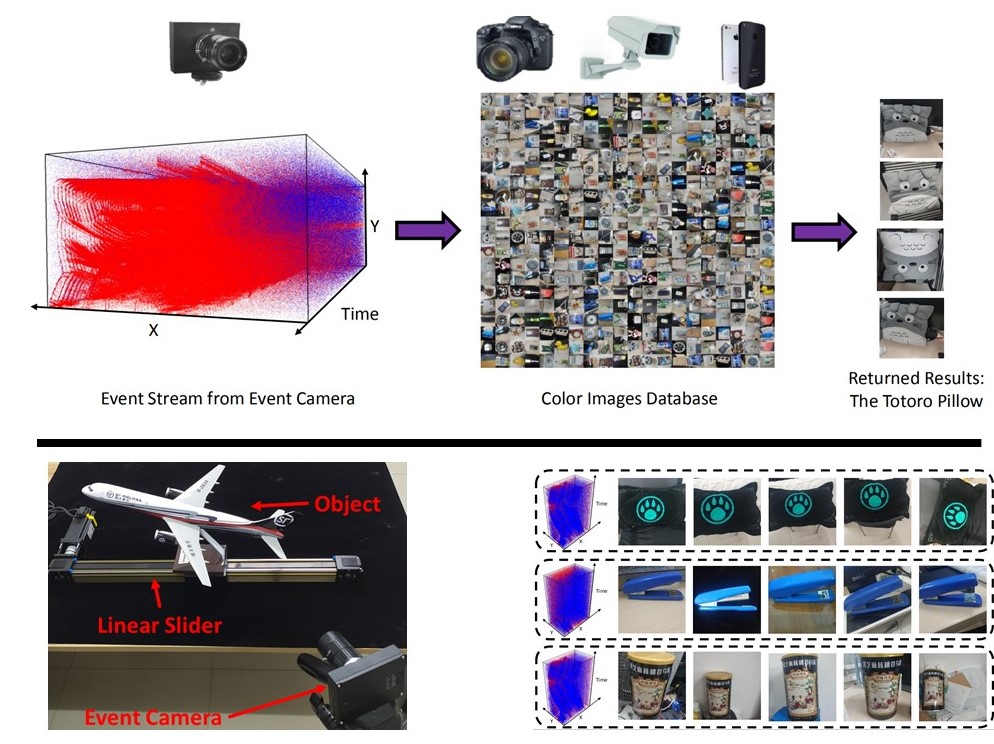 Y
Time
X
Event Stream from Event Camera
Color Images Database
Returned Results:
The Totoro Pillow
Object
Linear Slider
Event Camera
Time
Y
X
Time
Y
X
Time
Y
X